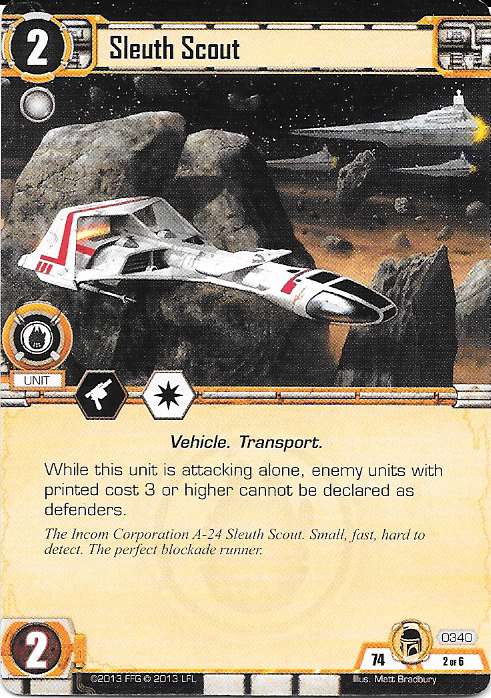 2
Sleuth Scout
UNIT
Vehicle. Transport.
While this unit is attacking alone, enemy units with
printed cost 3 or higher cannot be declared as
defenders.
The Incom Corporation A-24 Sleuth Scout. Small, fast, hard to
detect. The perfect blockade runner.
2
0340
74
2 OF 6
©2013 FFG © 2013 LFL
Illus. Matt Bradbury